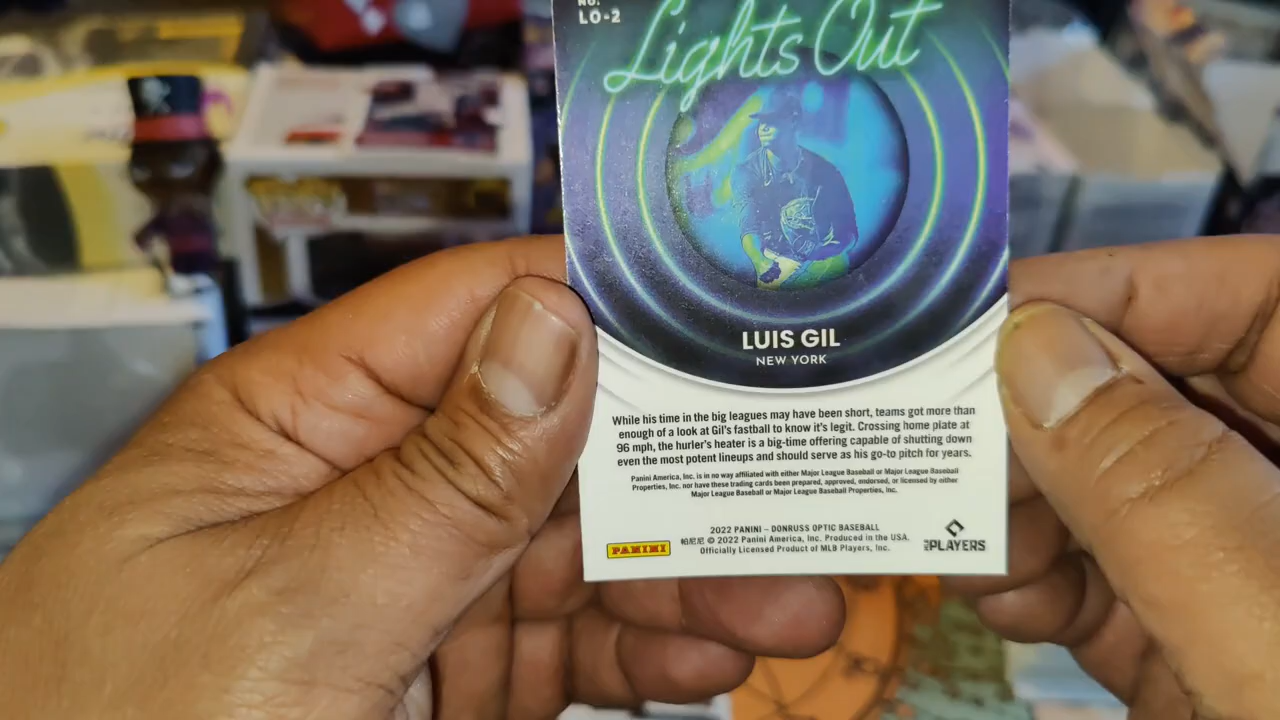 NO.
LO-2
Lights Out
LUIS GIL
NEW YORK
While his time in the big leagues may have been short, teams got more than
enough of a look at Gil's fastball to know it's legit. Crossing home plate at
96 mph, the hurler's heater is a big-time offering capable of shutting down
even the most potent lineups and should serve as his go-to pitch for years.
Panini America, Inc. is in no way affiliated with either Major League Baseball or Major League Baseball
Properties, Inc. nor have these trading cards been prepared, approved, endorsed, or licensed by either
Major League Baseball or Major League Baseball Properties, Inc.
2022 PANINI – DONRUSS OPTIC BASEBALL
帕尼尼 © 2022 Panini America, Inc. Produced in the USA.
Officially Licensed Product of MLB Players, Inc.
PANINI
MLB PLAYERS